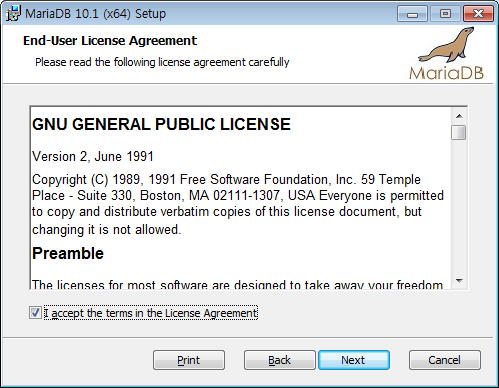 MariaDB 10.1 (x64) Setup
End-User License Agreement
Please read the following license agreement carefully
MariaDB
GNU GENERAL PUBLIC LICENSE
Version 2, June 1991
Copyright (C) 1989, 1991 Free Software Foundation, Inc. 59 Temple
Place - Suite 330, Boston, MA 02111-1307, USA Everyone is permitted
to copy and distribute verbatim copies of this license document, but
changing it is not allowed.
Preamble
The licenses for most software are designed to take away your freedom
I accept the terms in the License Agreement
Print
Back
Next
Cancel